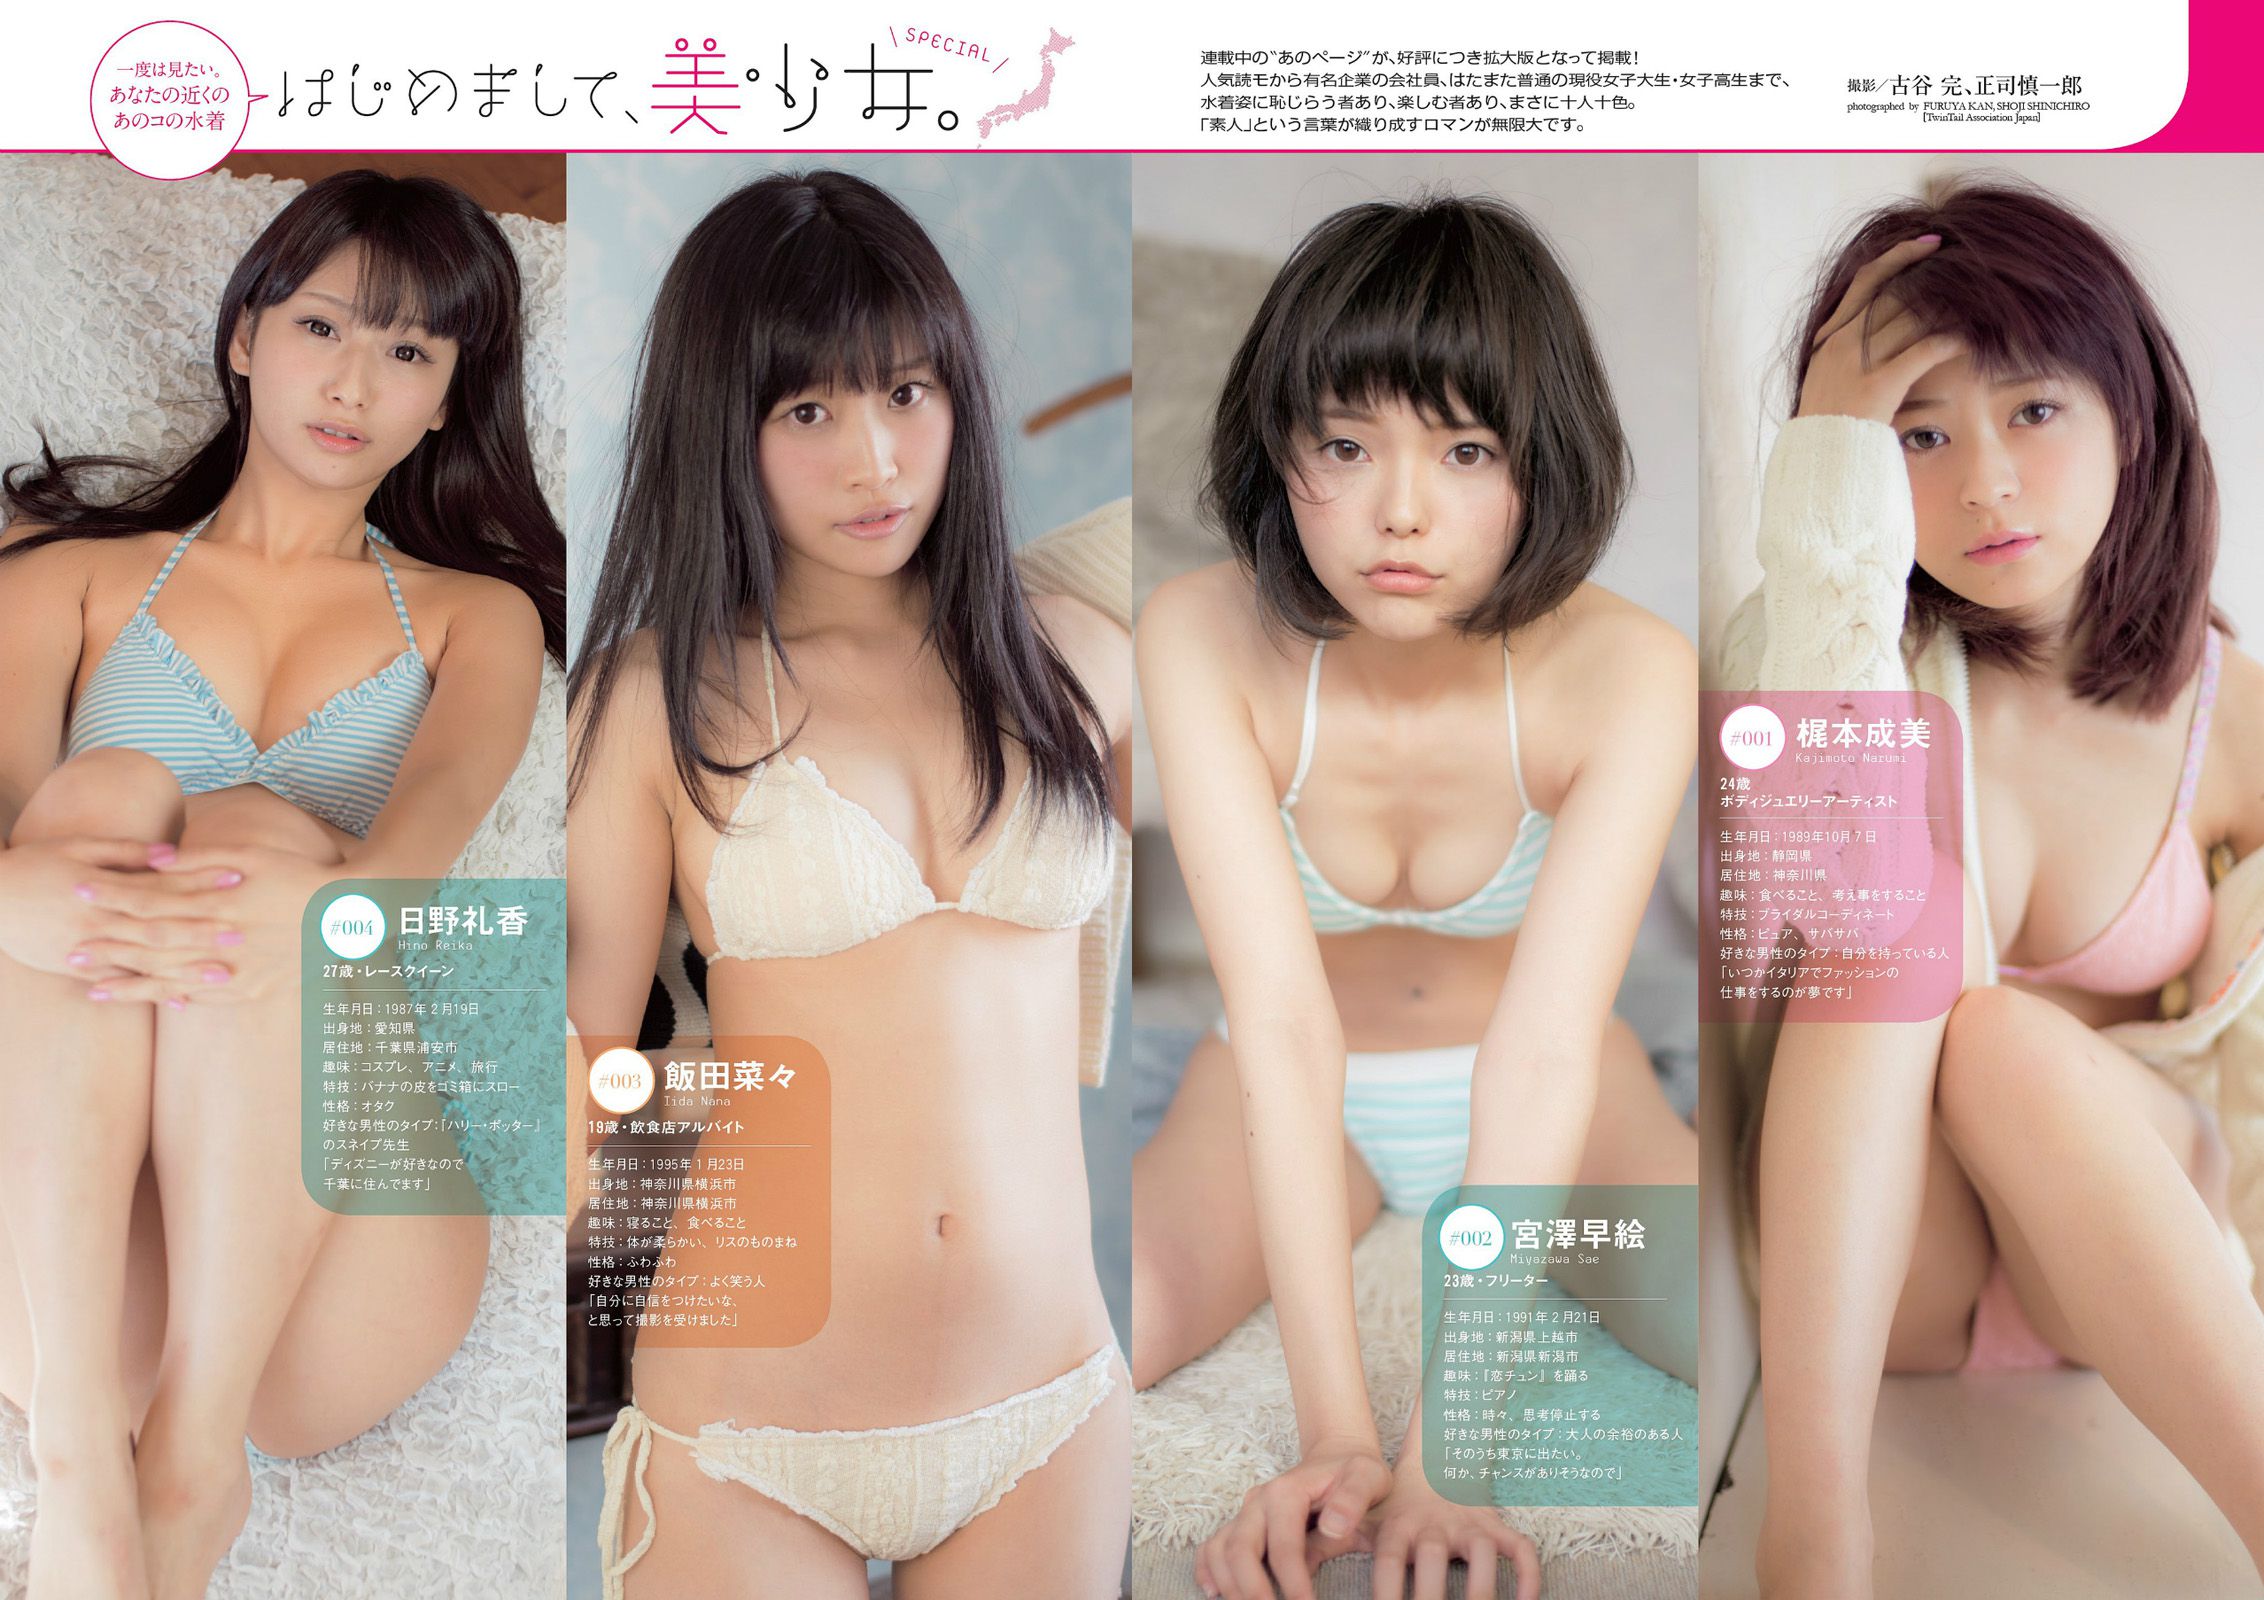 一度は見たい。
あなたの近くの
あのコの水着
はじめまして、美少女。
SPECIAL
連載中の“あのページ”が、好評につき拡大版となって掲載！
人気読モから有名企業の会社員、はたまた普通の現役女子大生・女子高生まで、
水着姿に恥じらう者あり、楽しむ者あり、まさに十人十色。
「素人」という言葉が織り成すロマンが無限大です。
撮影／古谷 完、正司慎一郎
photographed by FURUYA KAN, SHOJI SHINICHIRO
[TwinTail Association Japan]
#001
梶本成美
Kajimoto Narumi
24歳
ボディジュエリーアーティスト
生年月日：1989年10月7日
出身地：静岡県
居住地：神奈川県
趣味：食べること、考え事をすること
特技：ブライダルコーディネート
性格：ピュア、サバサバ
好きな男性のタイプ：自分を持っている人
「いつかイタリアでファッションの
仕事をするのが夢です」
#002
宮澤早絵
Miyazawa Sae
23歳・フリーター
生年月日：1991年2月21日
出身地：新潟県上越市
居住地：新潟県新潟市
趣味：『恋チュン』を踊る
特技：ピアノ
性格：時々、思考停止する
好きな男性のタイプ：大人の余裕のある人
「そのうち東京に出たい。
何か、チャンスがありそうなので」
#003
飯田菜々
Iida Nana
19歳・飲食店アルバイト
生年月日：1995年1月23日
出身地：神奈川県横浜市
居住地：神奈川県横浜市
趣味：寝ること、食べること
特技：体が柔らかい、リスのものまね
性格：ふわふわ
好きな男性のタイプ：よく笑う人
「自分に自信をつけたいな、
と思って撮影を受けました」
#004
日野礼香
Hino Reika
27歳・レースクイーン
生年月日：1987年2月19日
出身地：愛知県
居住地：千葉県浦安市
趣味：コスプレ、アニメ、旅行
特技：バナナの皮をゴミ箱にスロー
性格：オタク
好きな男性のタイプ：『ハリー・ポッター』
のスネイプ先生
「ディズニーが好きなので
千葉に住んでます」